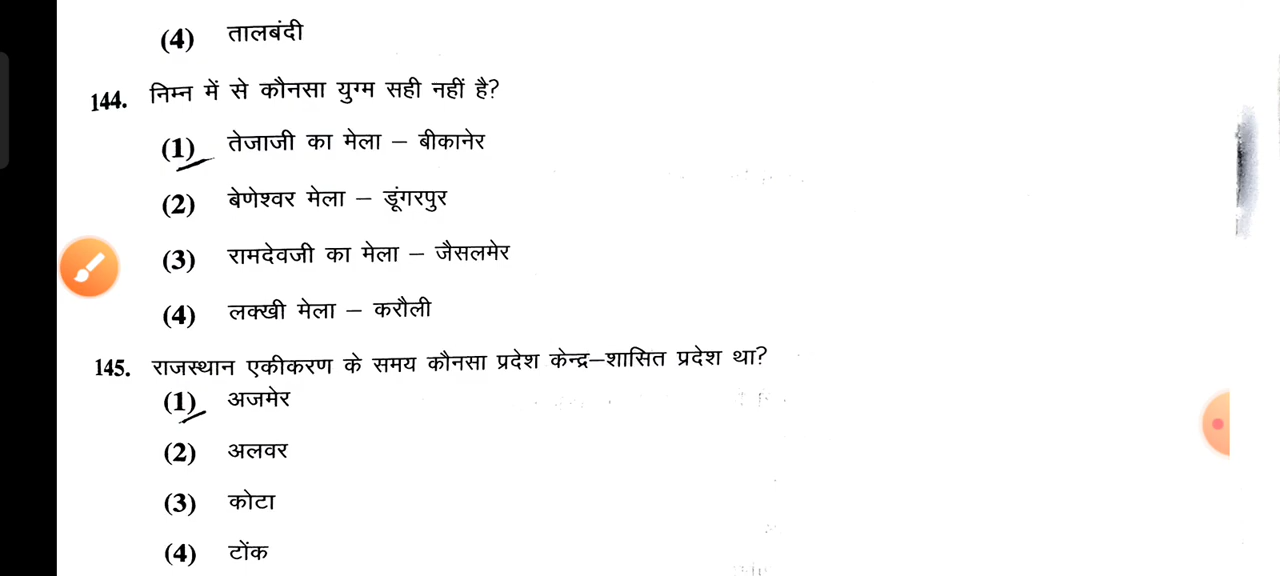 (4) तालबंदी
144. निम्न में से कौनसा युग्म सही नहीं है?
(1) तेजाजी का मेला – बीकानेर
(2) बेणेश्वर मेला – डूंगरपुर
(3) रामदेवजी का मेला – जैसलमेर
(4) लक्खी मेला – करौली
145. राजस्थान एकीकरण के समय कौनसा प्रदेश केन्द्र–शासित प्रदेश था?
(1) अजमेर
(2) अलवर
(3) कोटा
(4) टोंक